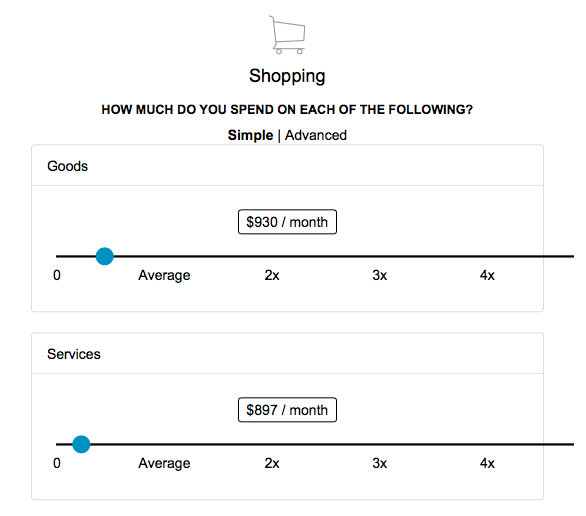 Shopping
HOW MUCH DO YOU SPEND ON EACH OF THE FOLLOWING?
Simple | Advanced
Goods
$930 / month
0 Average 2x 3x 4x
Services
$897 / month
0 Average 2x 3x 4x